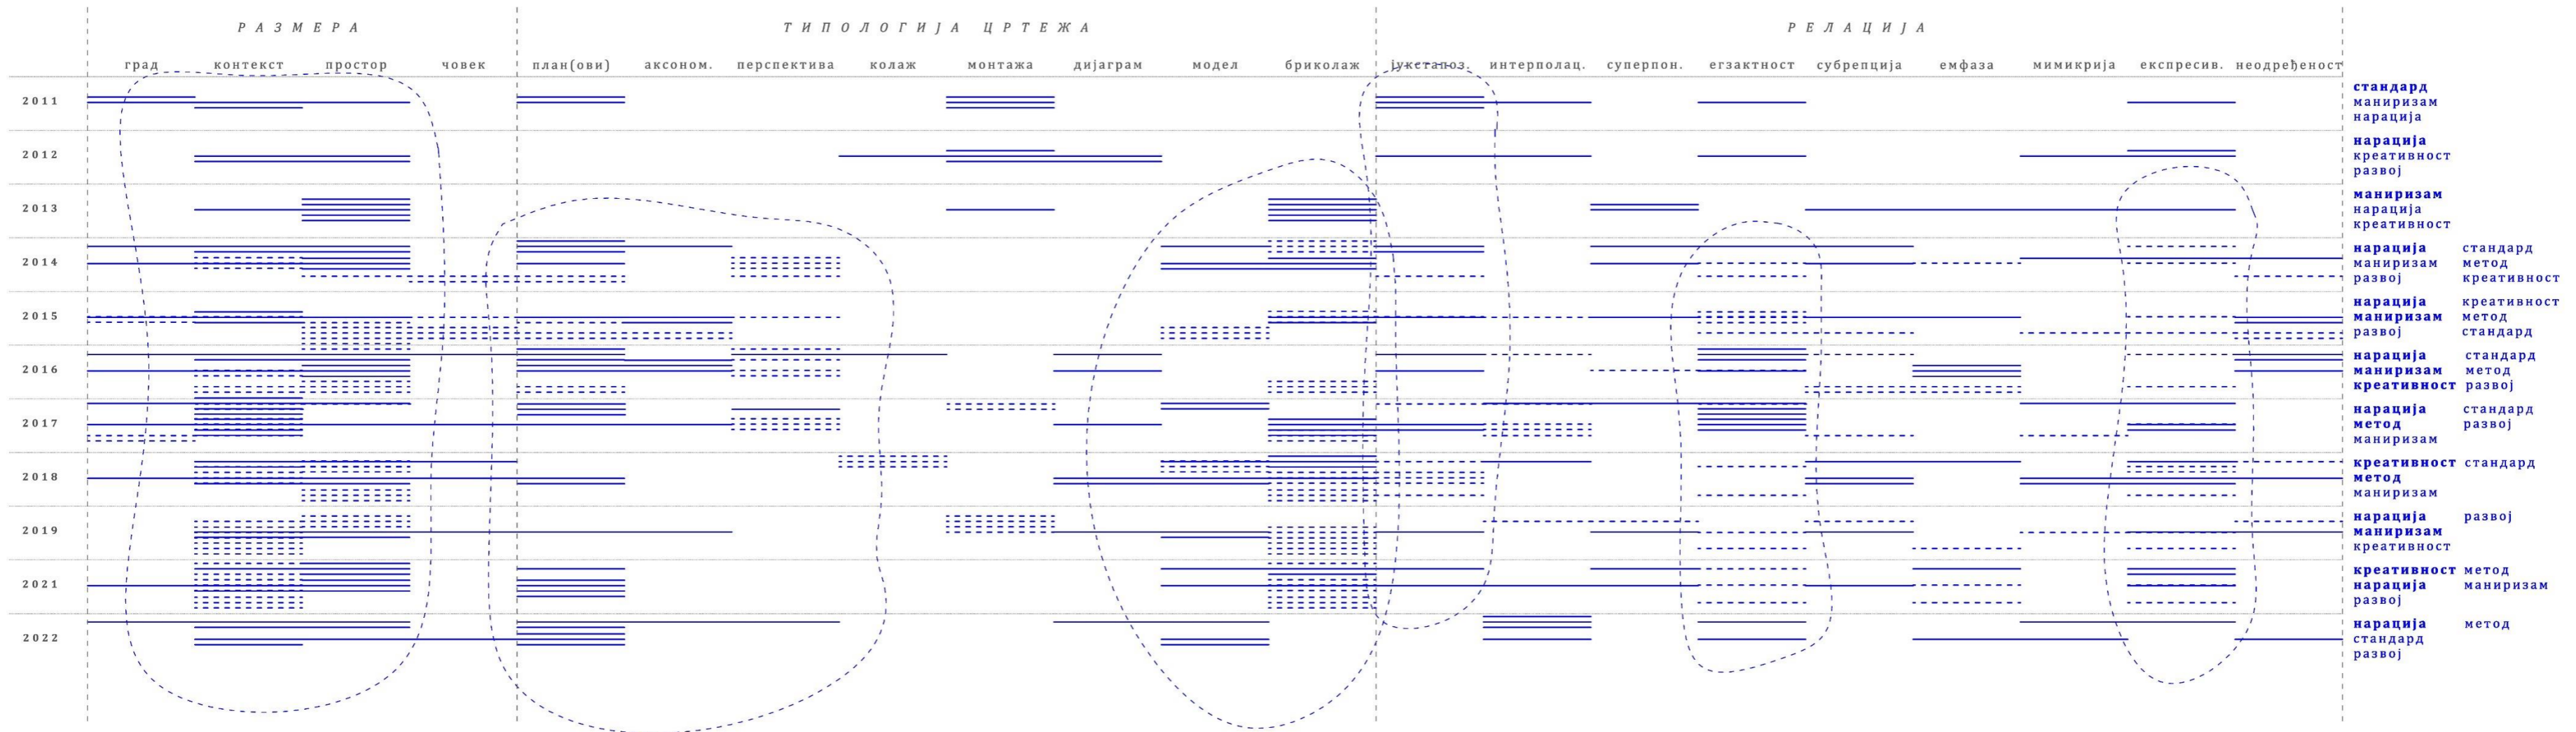 РАЗМЕРА ТИПОЛОГИЈА ЦРТЕЖА РЕЛАЦИЈА
град контекст простор човек план(ови) аксоном. перспектива колаж монтажа дијаграм модел бриколаж јукстапоз. интерполац. суперпон. егзактност субрепција емфаза мимикрија експресив. неодређеност
2011
стандард
маниризам
нарација
2012
нарација
креативност
развој
2013
маниризам
нарација
креативност
2014
нарација стандард
маниризам метод
развој креативност
2015
нарација креативност
маниризам метод
развој стандард
2016
нарација стандард
маниризам метод
креативност развој
2017
нарација стандард
метод развој
маниризам
2018
креативност стандард
метод
маниризам
2019
нарација развој
маниризам
креативност
2021
креативност метод
нарација маниризам
развој
2022
нарација метод
стандард
развој